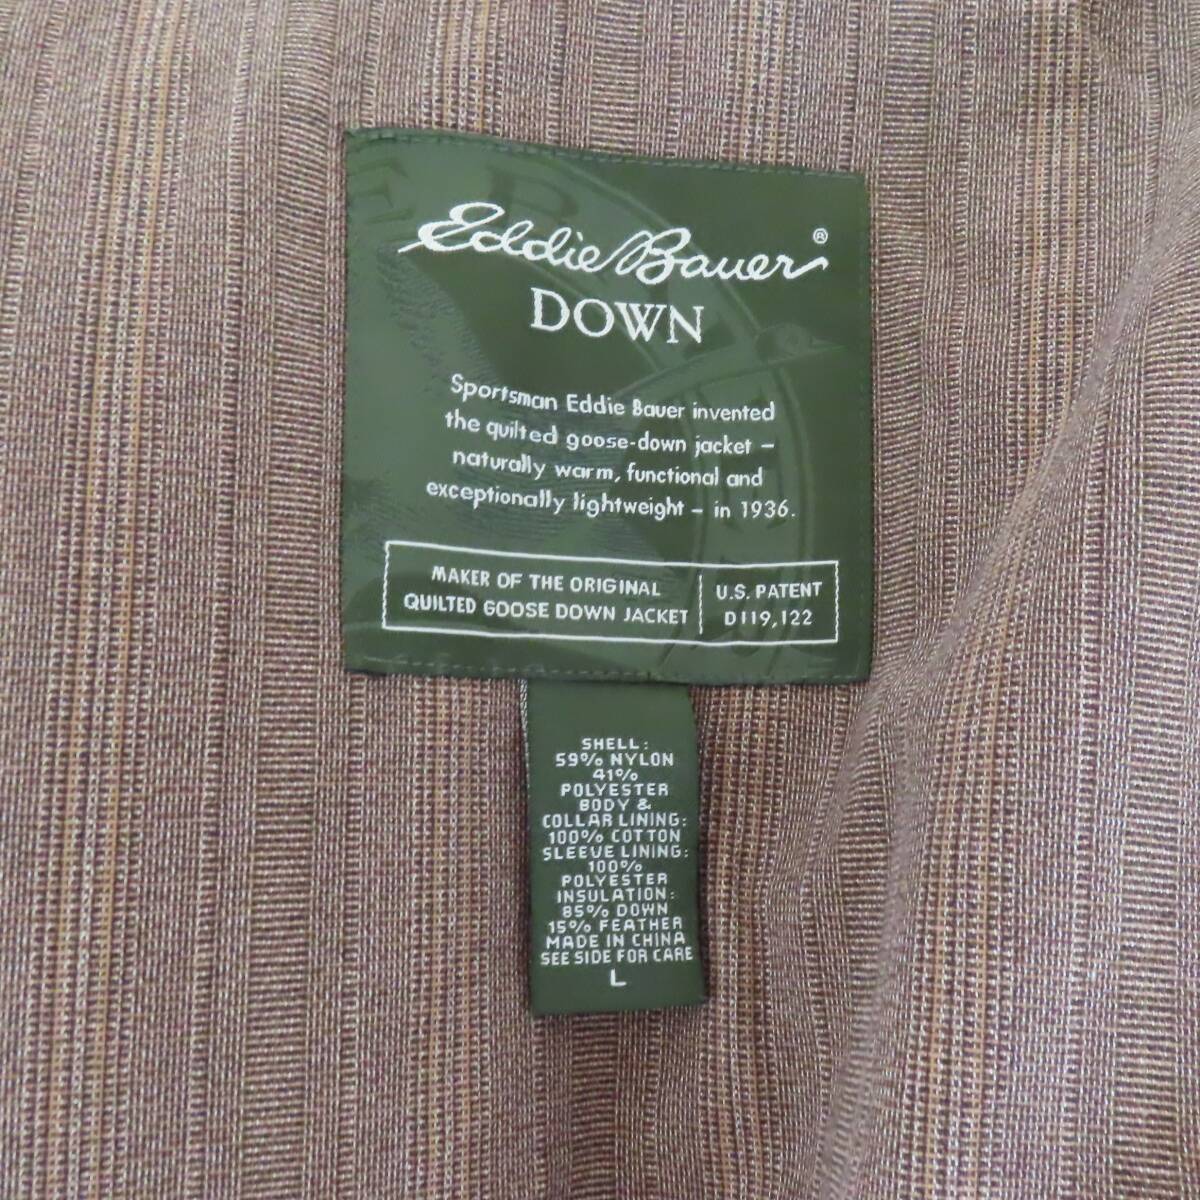 Eddie Bauer®
DOWN
Sportsman Eddie Bauer invented
the quilted goose-down jacket –
naturally warm, functional and
exceptionally lightweight – in 1936.
MAKER OF THE ORIGINAL
QUILTED GOOSE DOWN JACKET
U.S. PATENT
D119,122
SHELL:
59% NYLON
41%
POLYESTER
BODY &
COLLAR LINING:
100% COTTON
SLEEVE LINING:
100%
POLYESTER
INSULATION:
85% DOWN
15% FEATHER
MADE IN CHINA
SEE SIDE FOR CARE
L